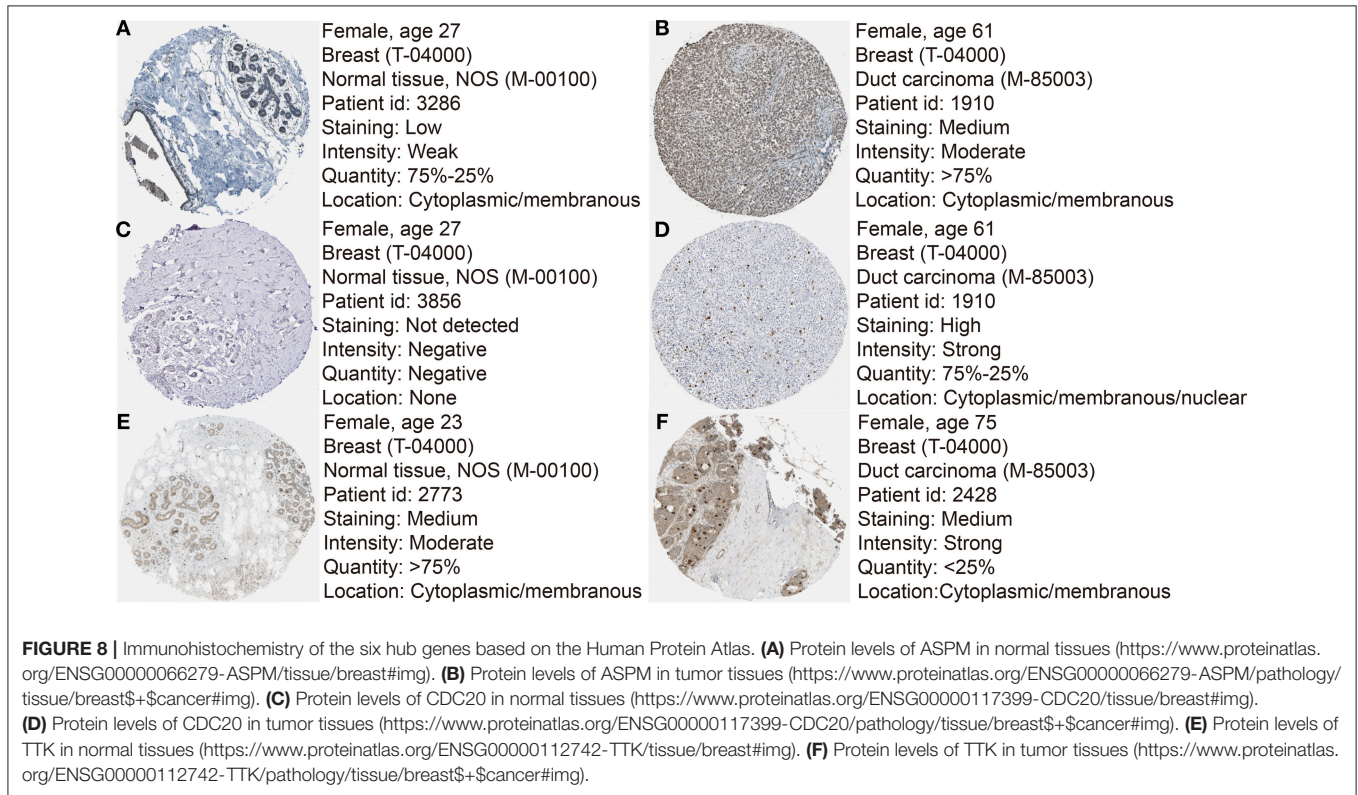 A
Female, age 27
Breast (T-04000)
Normal tissue, NOS (M-00100)
Patient id: 3286
Staining: Low
Intensity: Weak
Quantity: 75%-25%
Location: Cytoplasmic/membranous
B
Female, age 61
Breast (T-04000)
Duct carcinoma (M-85003)
Patient id: 1910
Staining: Medium
Intensity: Moderate
Quantity: >75%
Location: Cytoplasmic/membranous
C
Female, age 27
Breast (T-04000)
Normal tissue, NOS (M-00100)
Patient id: 3856
Staining: Not detected
Intensity: Negative
Quantity: Negative
Location: None
D
Female, age 61
Breast (T-04000)
Duct carcinoma (M-85003)
Patient id: 1910
Staining: High
Intensity: Strong
Quantity: 75%-25%
Location: Cytoplasmic/membranous/nuclear
E
Female, age 23
Breast (T-04000)
Normal tissue, NOS (M-00100)
Patient id: 2773
Staining: Medium
Intensity: Moderate
Quantity: >75%
Location: Cytoplasmic/membranous
F
Female, age 75
Breast (T-04000)
Duct carcinoma (M-85003)
Patient id: 2428
Staining: Medium
Intensity: Strong
Quantity: <25%
Location:Cytoplasmic/membranous
FIGURE 8 | Immunohistochemistry of the six hub genes based on the Human Protein Atlas. (A) Protein levels of ASPM in normal tissues (https://www.proteinatlas.
org/ENSG00000066279-ASPM/tissue/breast#img). (B) Protein levels of ASPM in tumor tissues (https://www.proteinatlas.org/ENSG00000066279-ASPM/pathology/
tissue/breast$+$cancer#img). (C) Protein levels of CDC20 in normal tissues (https://www.proteinatlas.org/ENSG00000117399-CDC20/tissue/breast#img).
(D) Protein levels of CDC20 in tumor tissues (https://www.proteinatlas.org/ENSG00000117399-CDC20/pathology/tissue/breast$+$cancer#img). (E) Protein levels of
TTK in normal tissues (https://www.proteinatlas.org/ENSG00000112742-TTK/tissue/breast#img). (F) Protein levels of TTK in tumor tissues (https://www.proteinatlas.
org/ENSG00000112742-TTK/pathology/tissue/breast$+$cancer#img).